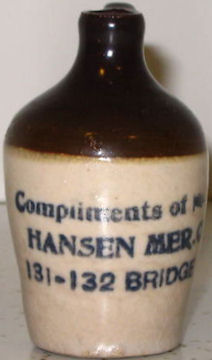 Compliments of
HANSEN MER.
131-132 BRIDGE